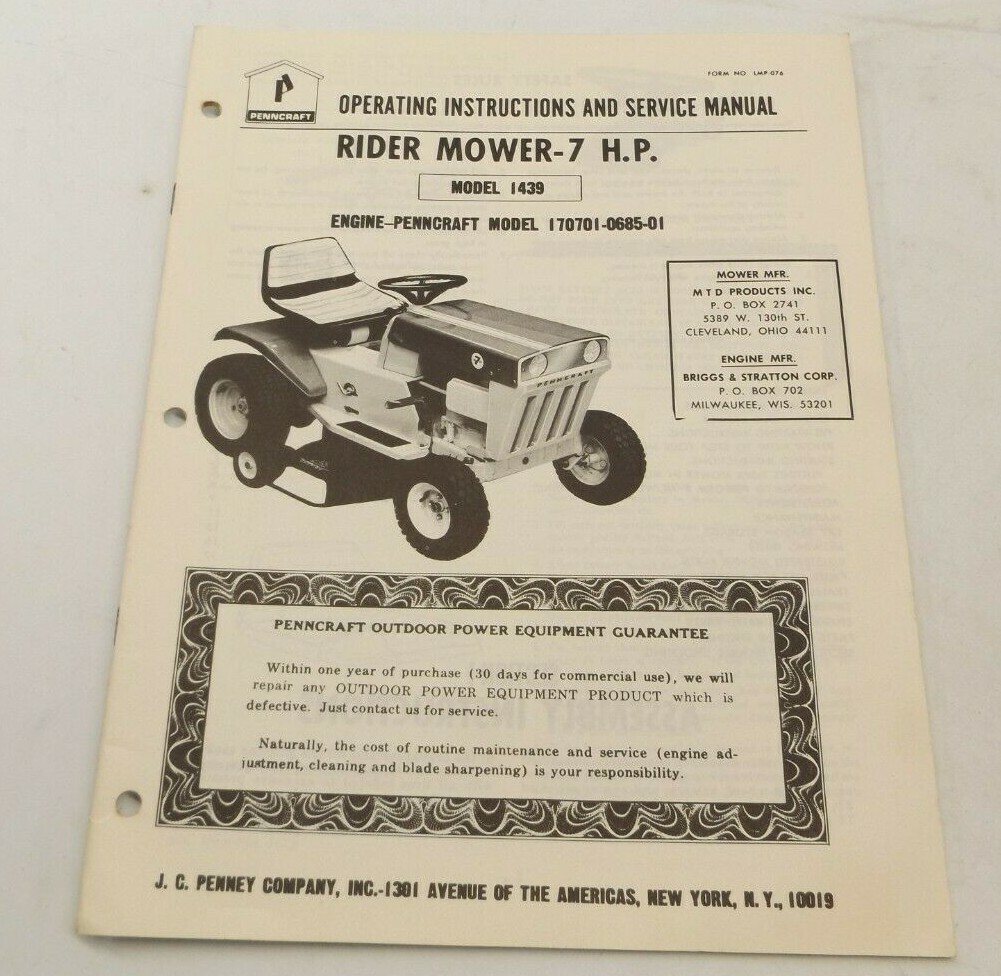 FORM NO. LMP-076
P
PENNCRAFT
OPERATING INSTRUCTIONS AND SERVICE MANUAL
RIDER MOWER-7 H.P.
MODEL 1439
ENGINE-PENNCRAFT MODEL 170701-0685-01
MOWER MFR.
M T D PRODUCTS INC.
P. O. BOX 2741
5389 W. 130th ST.
CLEVELAND, OHIO 44111
ENGINE MFR.
BRIGGS & STRATTON CORP.
P. O. BOX 702
MILWAUKEE, WIS. 53201
7
PENNCRAFT
PENNCRAFT OUTDOOR POWER EQUIPMENT GUARANTEE
Within one year of purchase (30 days for commercial use), we will
repair any OUTDOOR POWER EQUIPMENT PRODUCT which is
defective. Just contact us for service.
Naturally, the cost of routine maintenance and service (engine ad-
justment, cleaning and blade sharpening) is your responsibility.
J. C. PENNEY COMPANY, INC.-1301 AVENUE OF THE AMERICAS, NEW YORK, N. Y., 10019